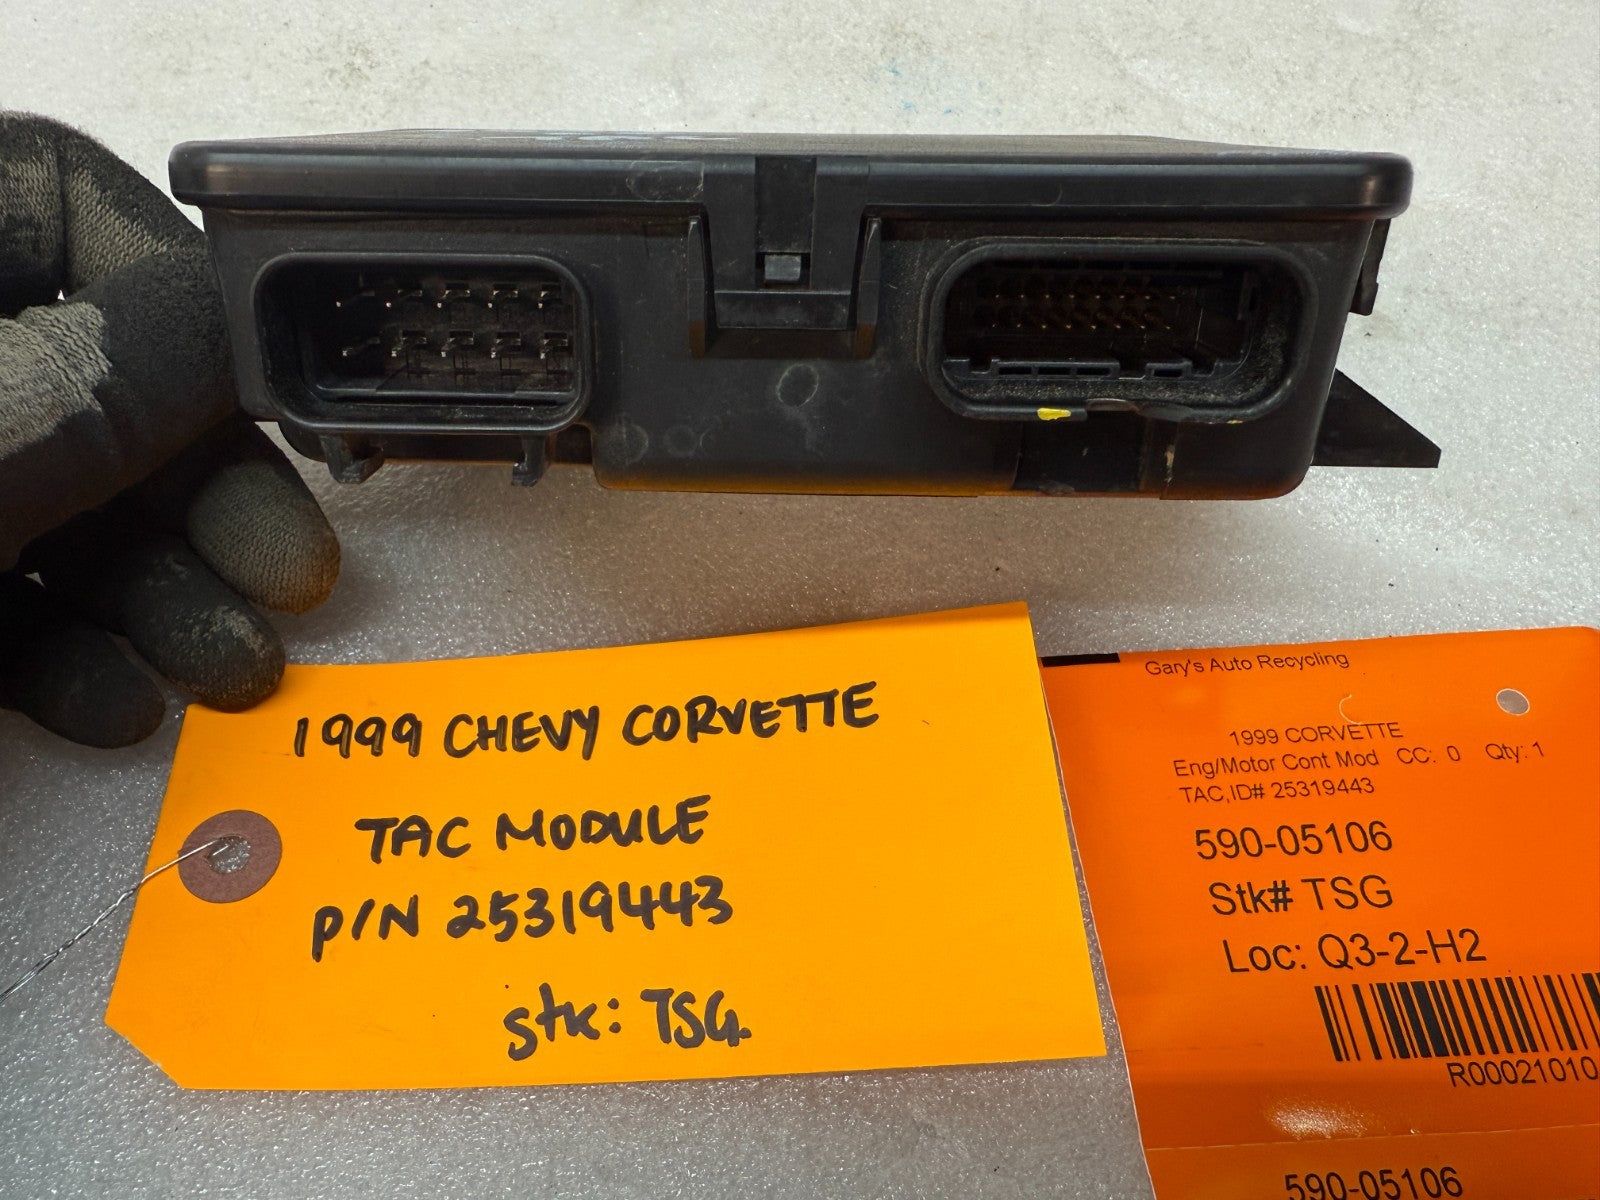 1999 CHEVY CORVETTE
TAC MODULE
P/N 25319443
stk: TSG.
Gary's Auto Recycling
1999 CORVETTE
Eng/Motor Cont Mod CC: 0 Qty: 1
TAC,ID# 25319443
590-05106
Stk# TSG
Loc: Q3-2-H2
R00021010
590-05106